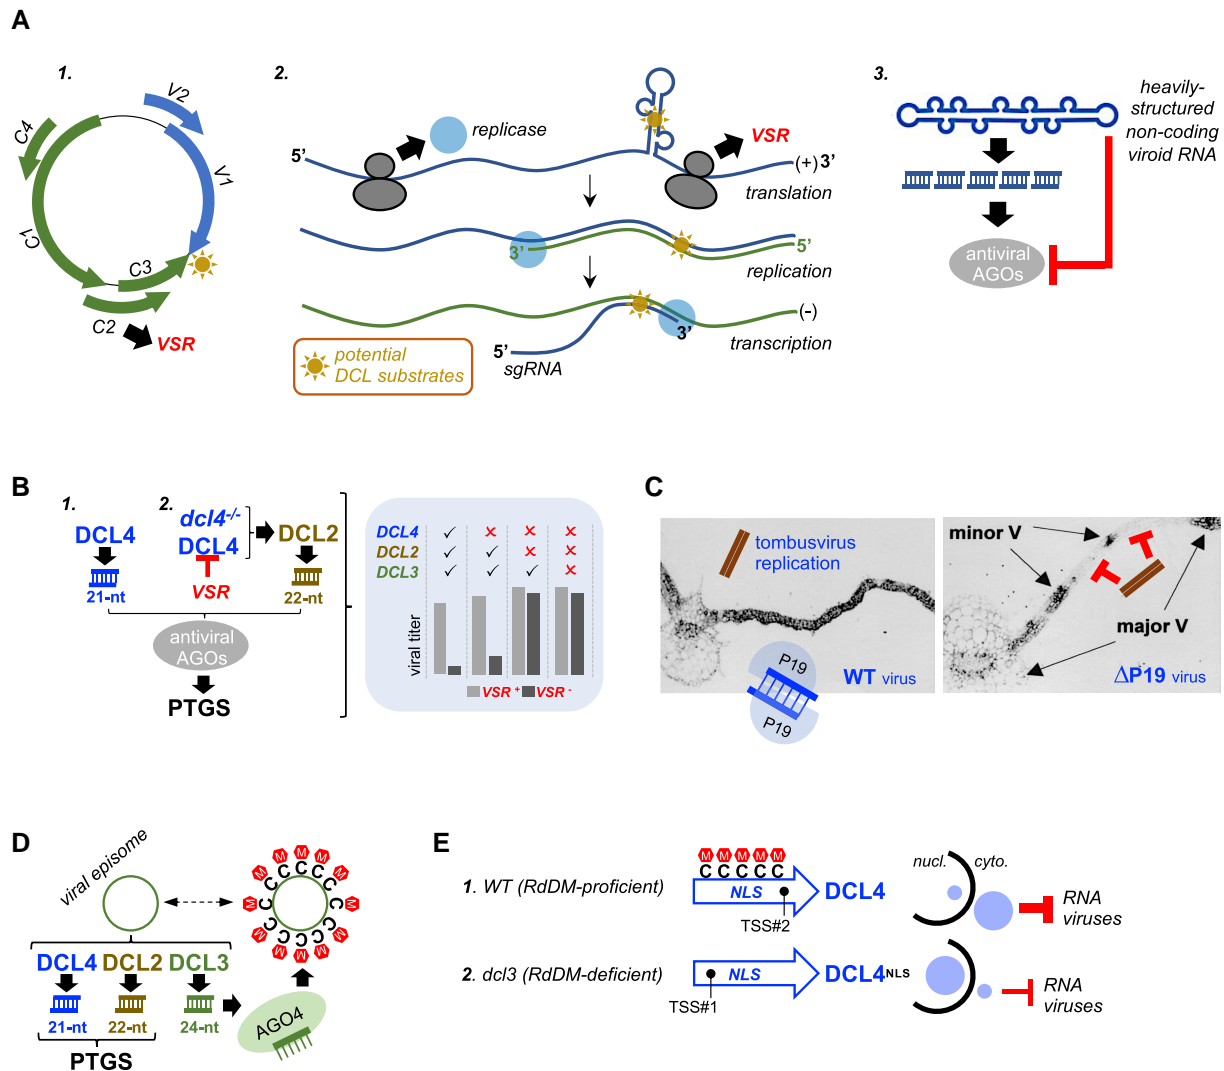 A
1.
V2
C4
V1
C1
C3
C2
VSR
2.
replicase
VSR
5’
(+) 3’
translation
3’
5’
replication
(-)
3’
transcription
5’
sgRNA
potential
DCL substrates
3.
heavily-
structured
non-coding
viroid RNA
antiviral
AGOs
B
1.
2.
DCL4
dcl4-/-
DCL4
DCL2
VSR
21-nt
22-nt
antiviral
AGOs
PTGS
DCL4
DCL2
DCL3
viral titer
VSR + VSR -
C
tombusvirus
replication
P19
P19
WT virus
minor V
major V
ΔP19 virus
D
viral episome
M M M M M M M M M M M M
C C C C C C C C C C C C
DCL4 DCL2 DCL3
21-nt 22-nt 24-nt
PTGS
AGO4
E
1. WT (RdDM-proficient)
M M M M M
C C C C C
NLS
TSS#2
DCL4
nucl. cyto.
RNA
viruses
2. dcl3 (RdDM-deficient)
NLS
TSS#1
DCL4NLS
RNA
viruses